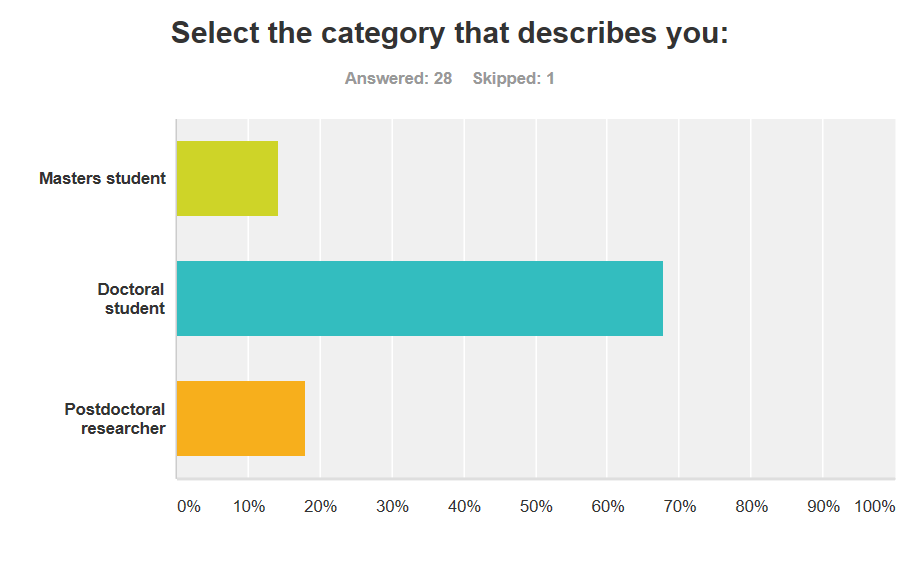 Select the category that describes you:
Answered: 28 Skipped: 1
Masters student
Doctoral
student
Postdoctoral
researcher
0% 10% 20% 30% 40% 50% 60% 70% 80% 90% 100%